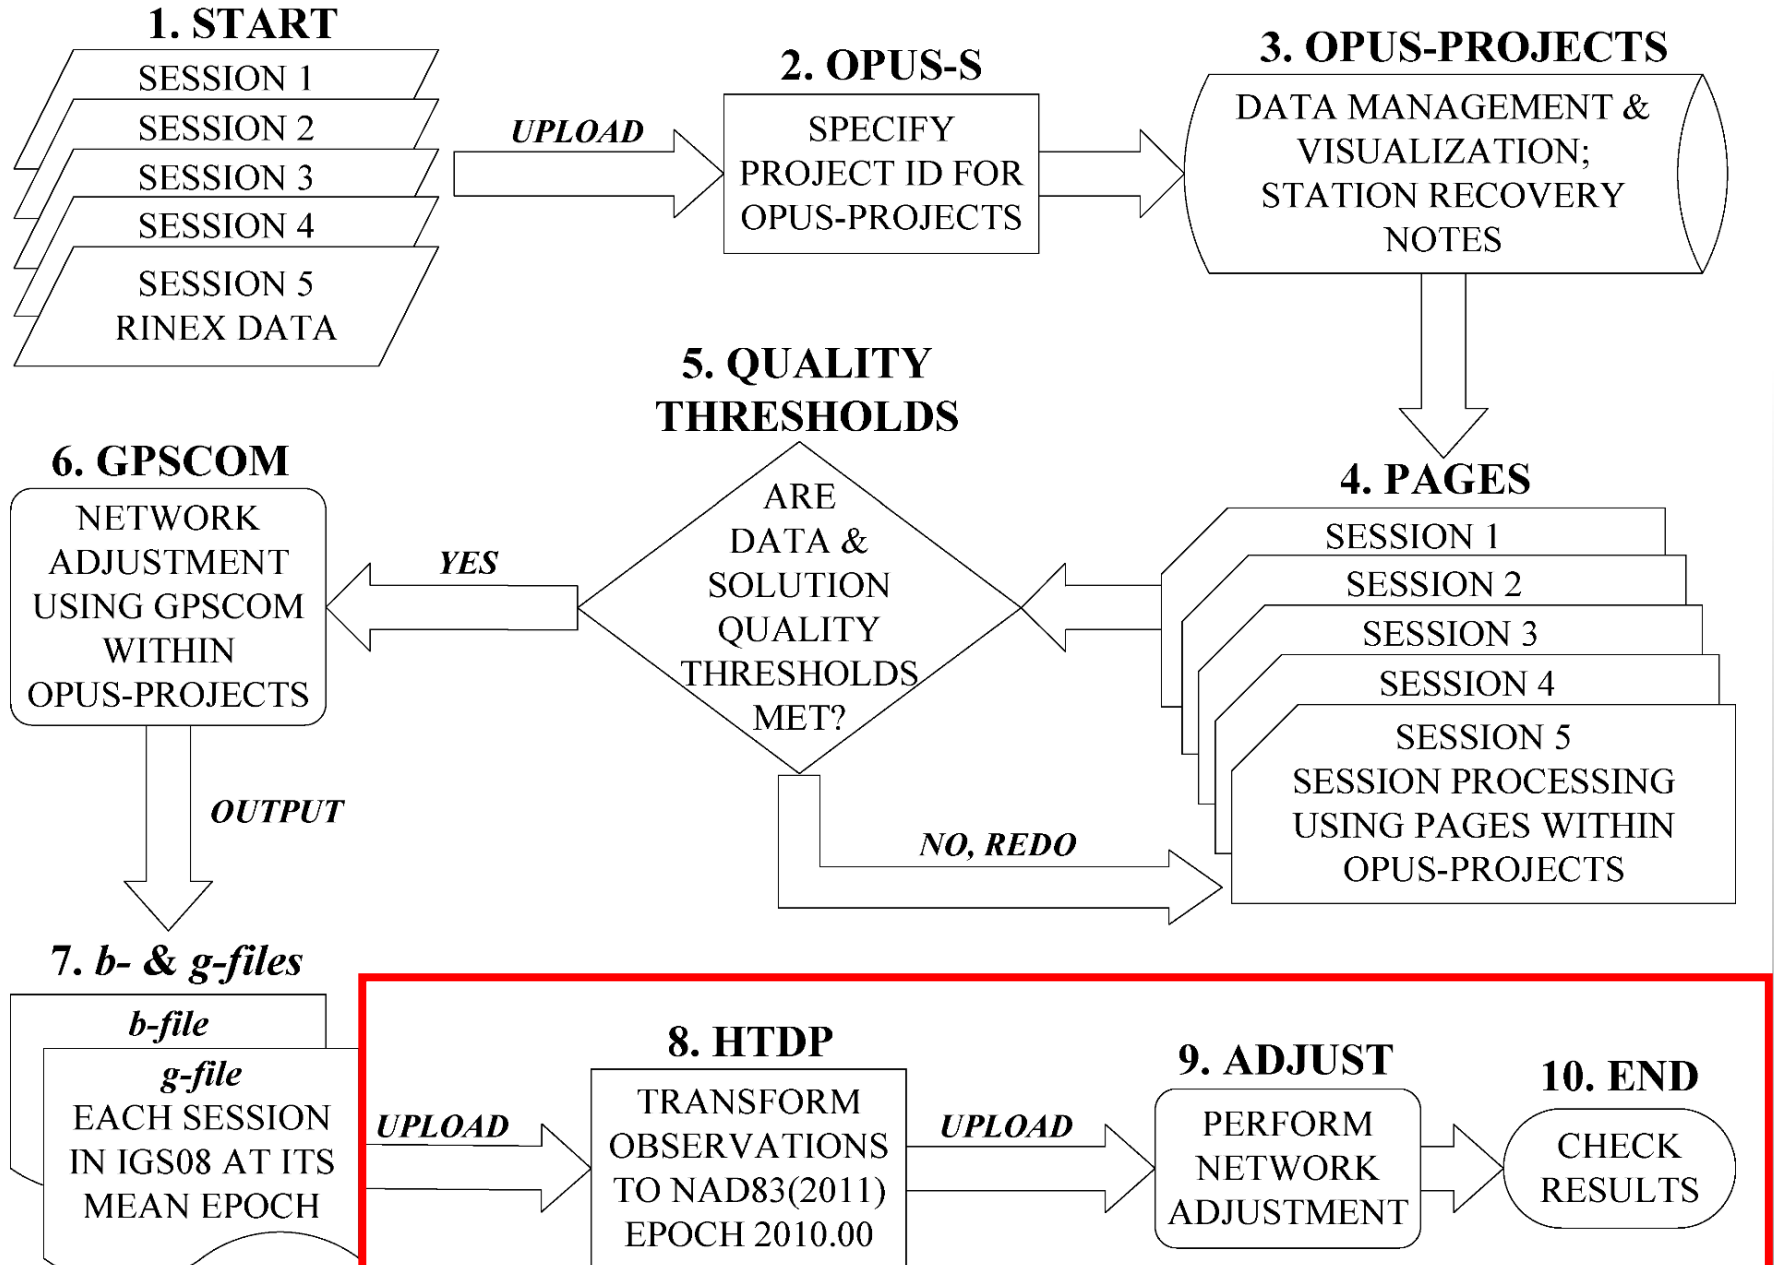 1. START
SESSION 1
SESSION 2
SESSION 3
SESSION 4
SESSION 5
RINEX DATA
UPLOAD
2. OPUS-S
SPECIFY
PROJECT ID FOR
OPUS-PROJECTS
3. OPUS-PROJECTS
DATA MANAGEMENT &
VISUALIZATION;
STATION RECOVERY
NOTES
4. PAGES
SESSION 1
SESSION 2
SESSION 3
SESSION 4
SESSION 5
SESSION PROCESSING
USING PAGES WITHIN
OPUS-PROJECTS
5. QUALITY
THRESHOLDS
ARE
DATA &
SOLUTION
QUALITY
THRESHOLDS
MET?
NO, REDO
YES
6. GPSCOM
NETWORK
ADJUSTMENT
USING GPSCOM
WITHIN
OPUS-PROJECTS
OUTPUT
7. b- & g-files
b-file
g-file
EACH SESSION
IN IGS08 AT ITS
MEAN EPOCH
UPLOAD
8. HTDP
TRANSFORM
OBSERVATIONS
TO NAD83(2011)
EPOCH 2010.00
UPLOAD
9. ADJUST
PERFORM
NETWORK
ADJUSTMENT
10. END
CHECK
RESULTS